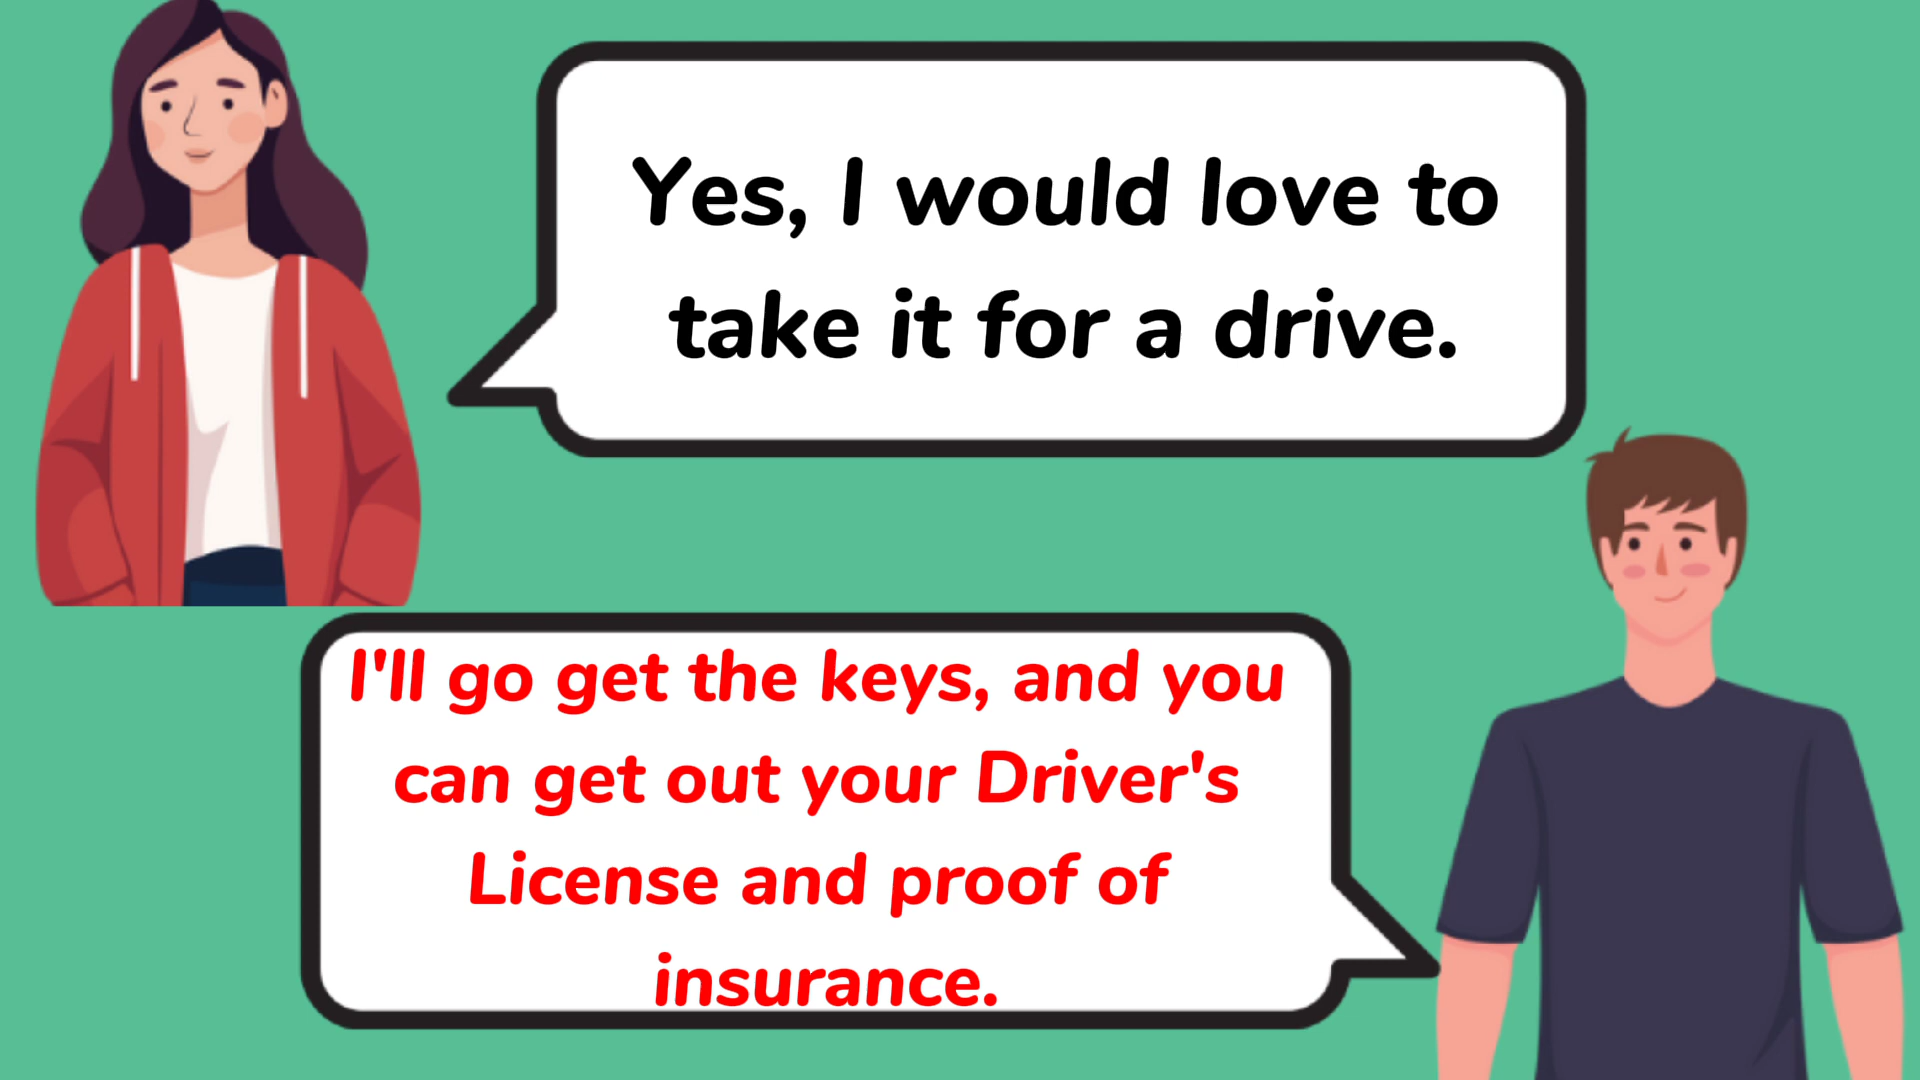 Yes, I would love to
take it for a drive.
I'll go get the keys, and you
can get out your Driver's
License and proof of
insurance.